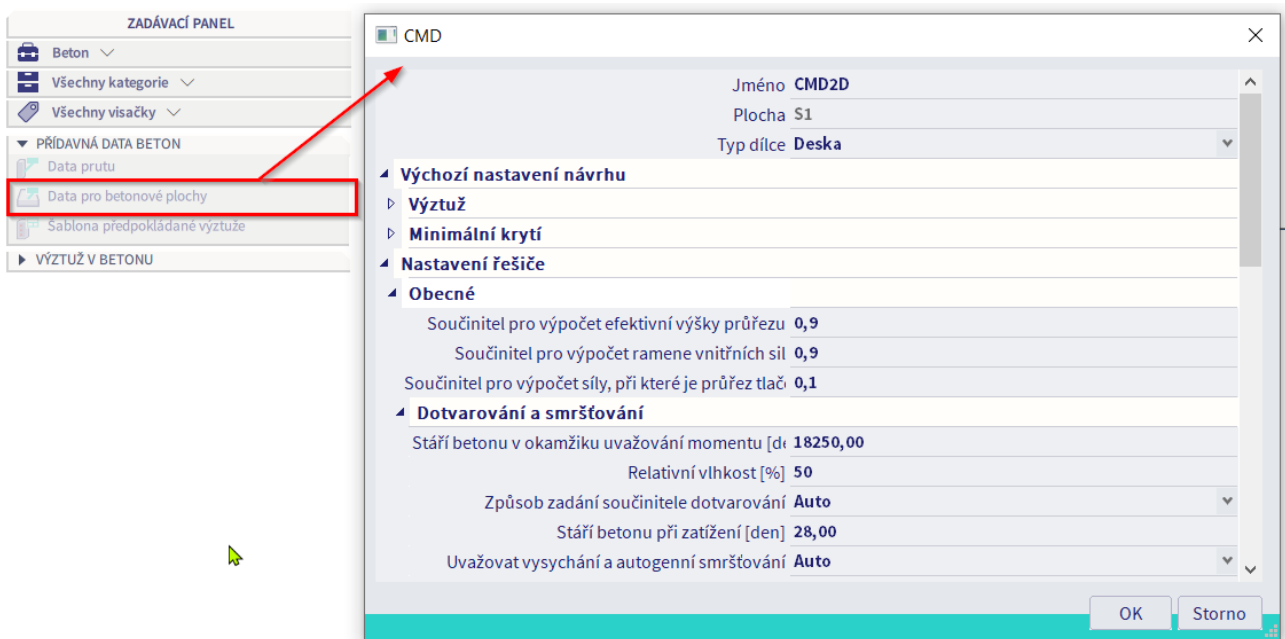 ZADÁVACÍ PANEL
Beton
Všechny kategorie
Všechny visačky
PŘÍDAVNÁ DATA BETON
Data prutu
Data pro betonové plochy
Šablona předpokládané výztuže
VÝZTUŽ V BETONU
CMD
Jméno CMD2D
Plocha S1
Typ dílce Deska
Výchozí nastavení návrhu
Výztuž
Minimální krytí
Nastavení řešiče
Obecné
Součinitel pro výpočet efektivní výšky průřezu 0,9
Součinitel pro výpočet ramene vnitřních sil 0,9
Součinitel pro výpočet síly, při které je průřez tlač 0,1
Dotvarování a smršťování
Stáří betonu v okamžiku uvažování momentu [de 18250,00
Relativní vlhkost [%] 50
Způsob zadání součinitele dotvarování Auto
Stáří betonu při zatížení [den] 28,00
Uvažovat vysychání a autogenní smršťování Auto
OK Storno